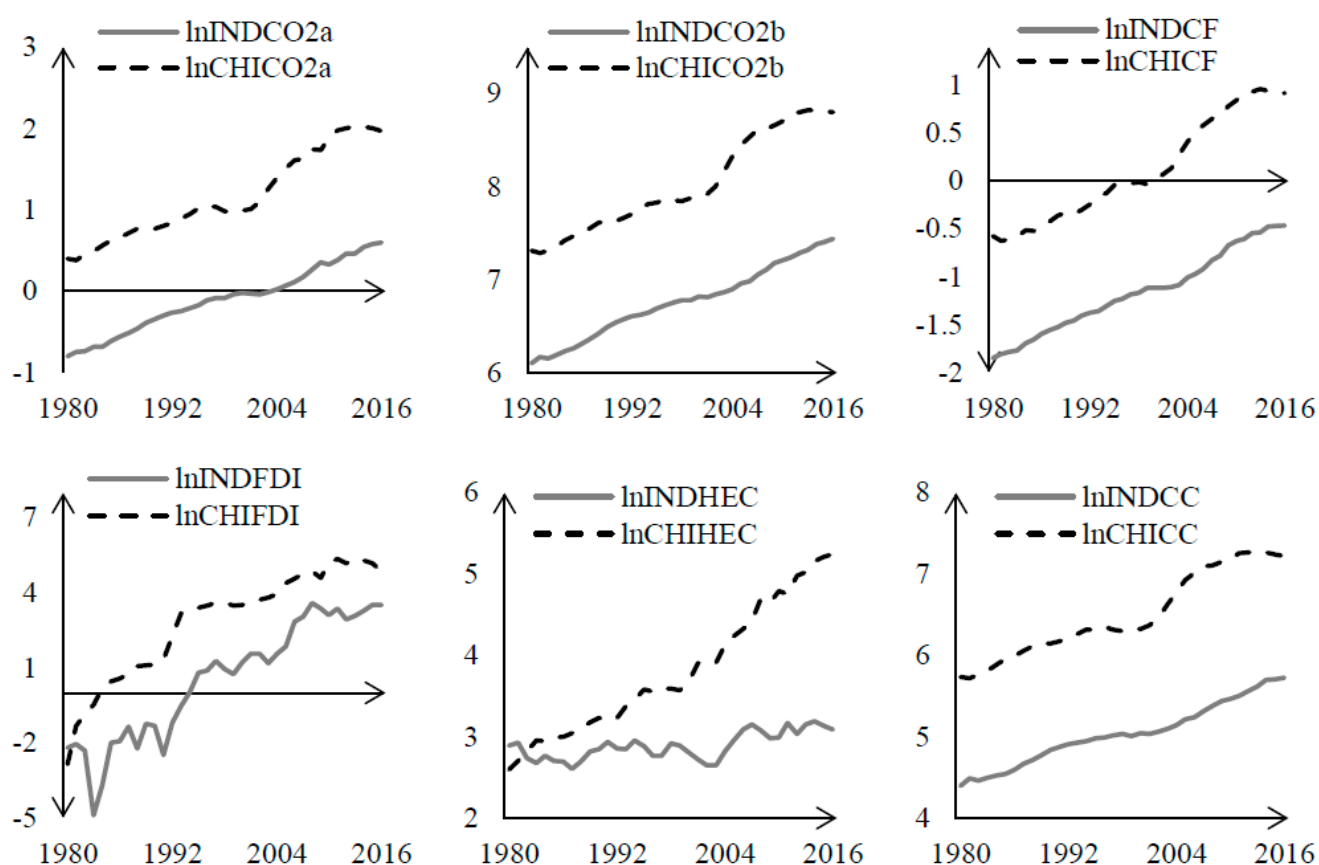 lnINDCO2a
lnCHICO2a
3
2
1
0
-1
1980 1992 2004 2016
lnINDCO2b
lnCHICO2b
9
8
7
6
1980 1992 2004 2016
lnINDCF
lnCHICF
1
0.5
0
-0.5
-1
-1.5
-2
1980 1992 2004 2016
lnINDFDI
lnCHIFDI
7
4
1
-2
-5
1980 1992 2004 2016
lnINDHEC
lnCHIHEC
6
5
4
3
2
1980 1992 2004 2016
lnINDCC
lnCHICC
8
7
6
5
4
1980 1992 2004 2016